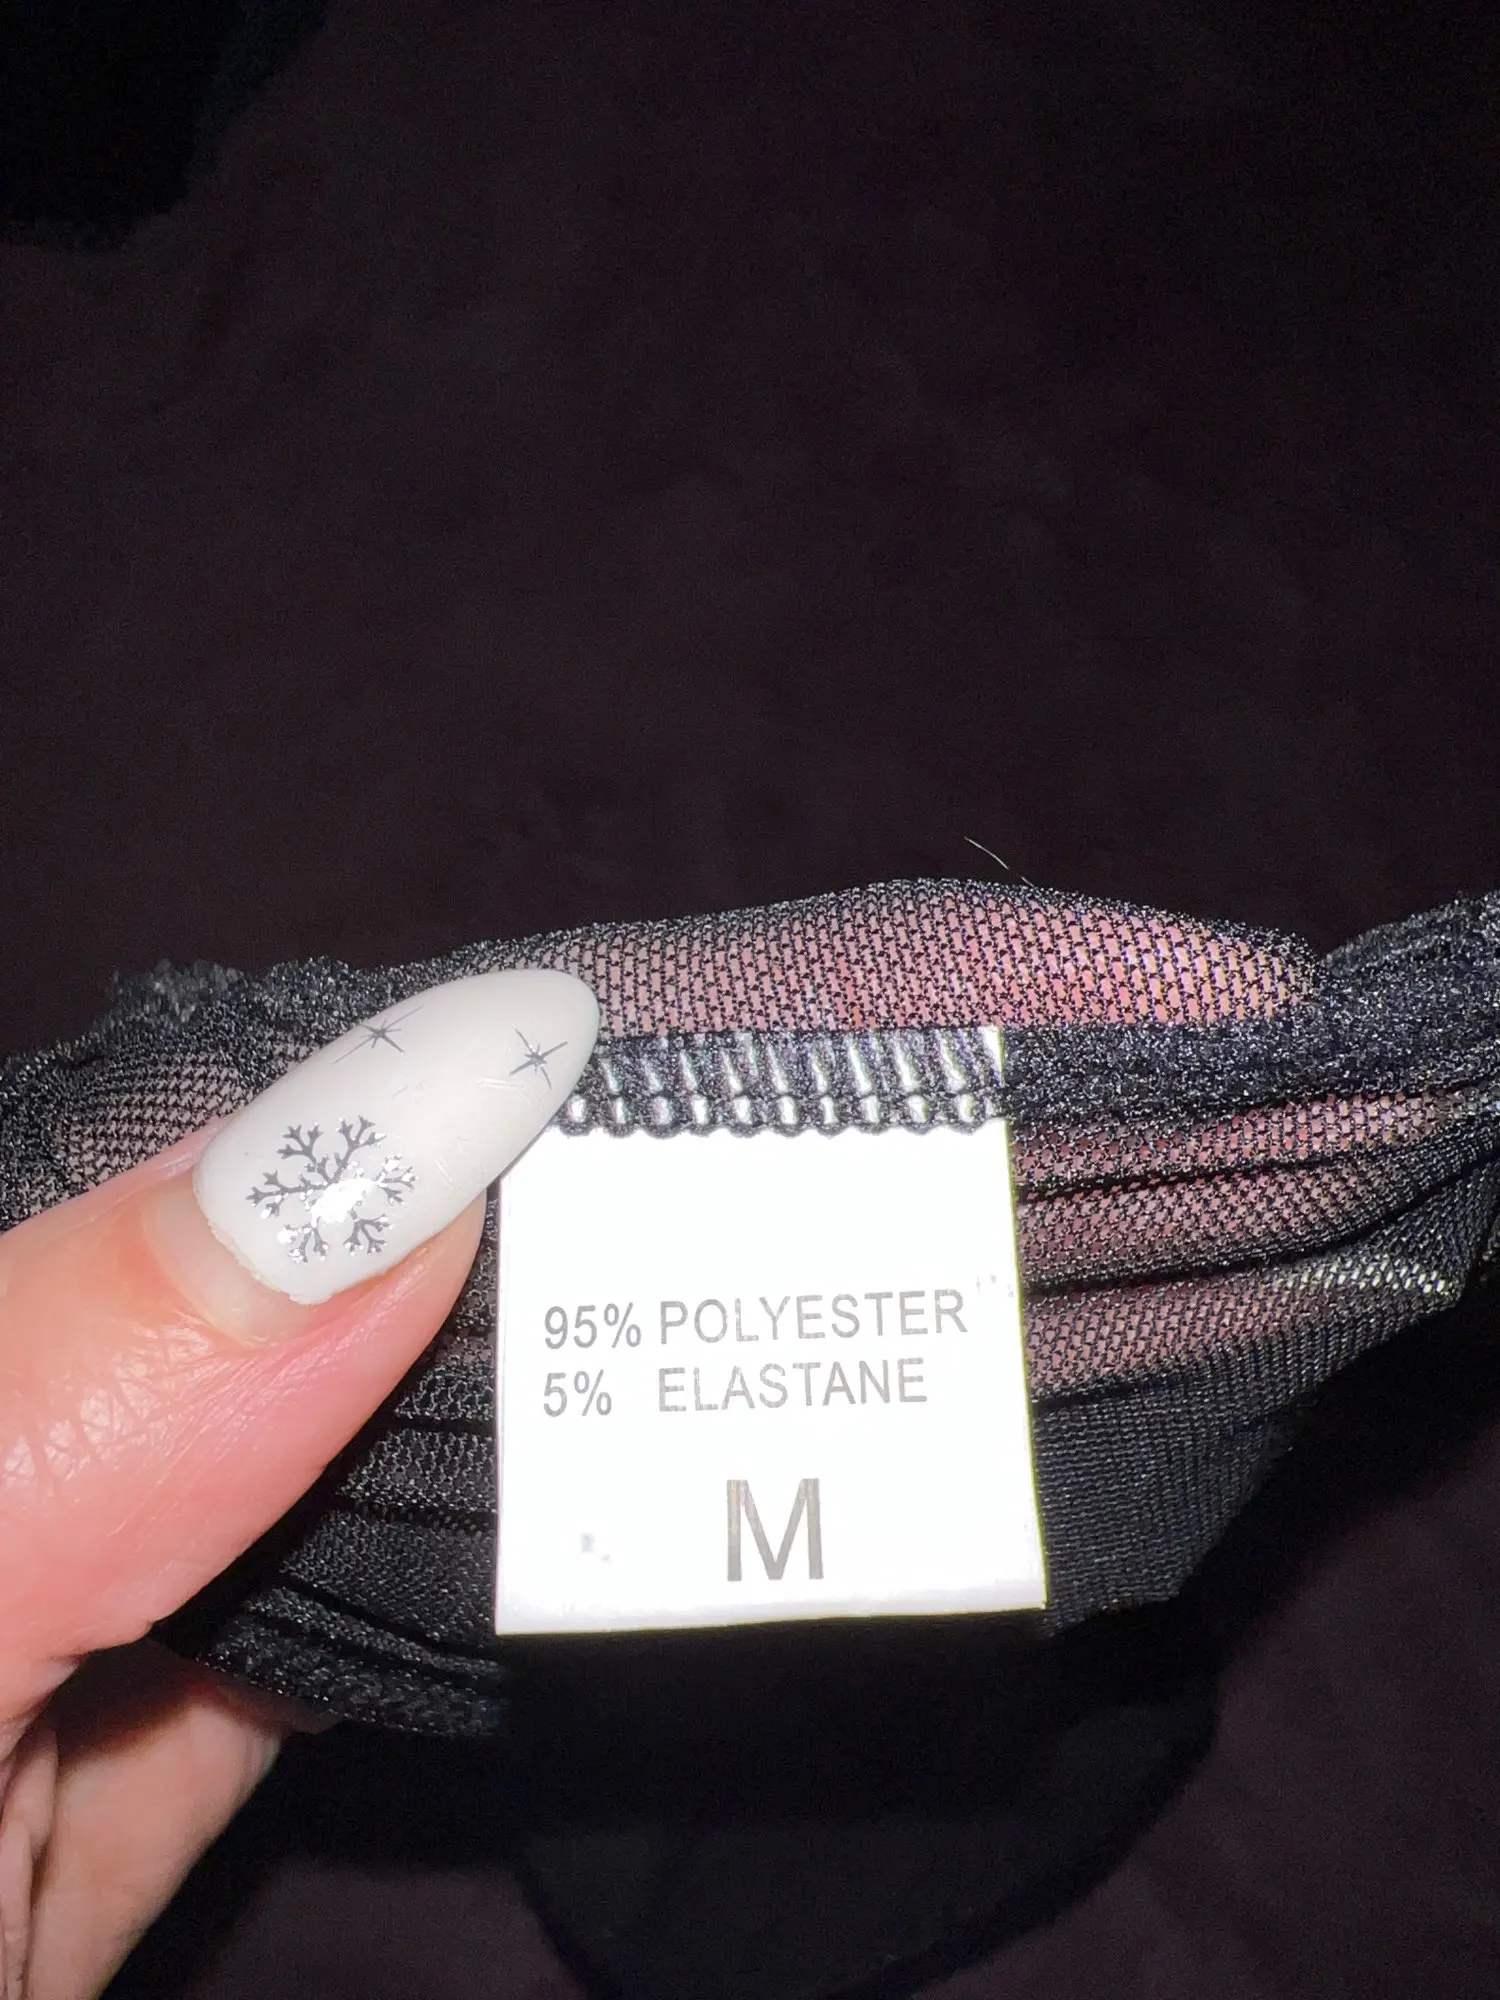 95% POLYESTER
5% ELASTANE
M